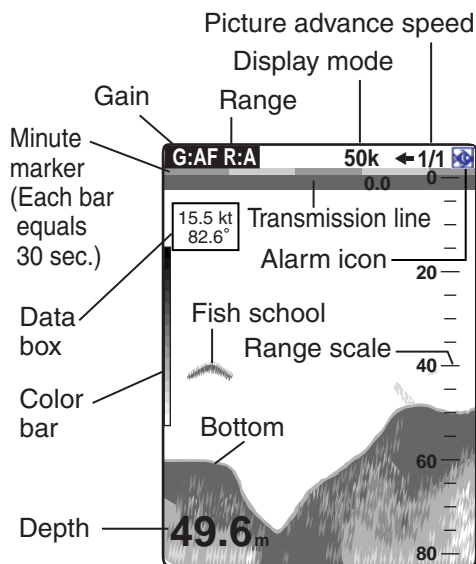 Picture advance speed
Display mode
Gain
Range
Minute
marker
(Each bar
equals
30 sec.)
G:AF R:A
50k
1/1
0.0
0
15.5 kt
82.6°
Transmission line
Alarm icon
20
Data
box
Fish school
Range scale
40
Color
bar
Bottom
60
Depth
49.6m
80